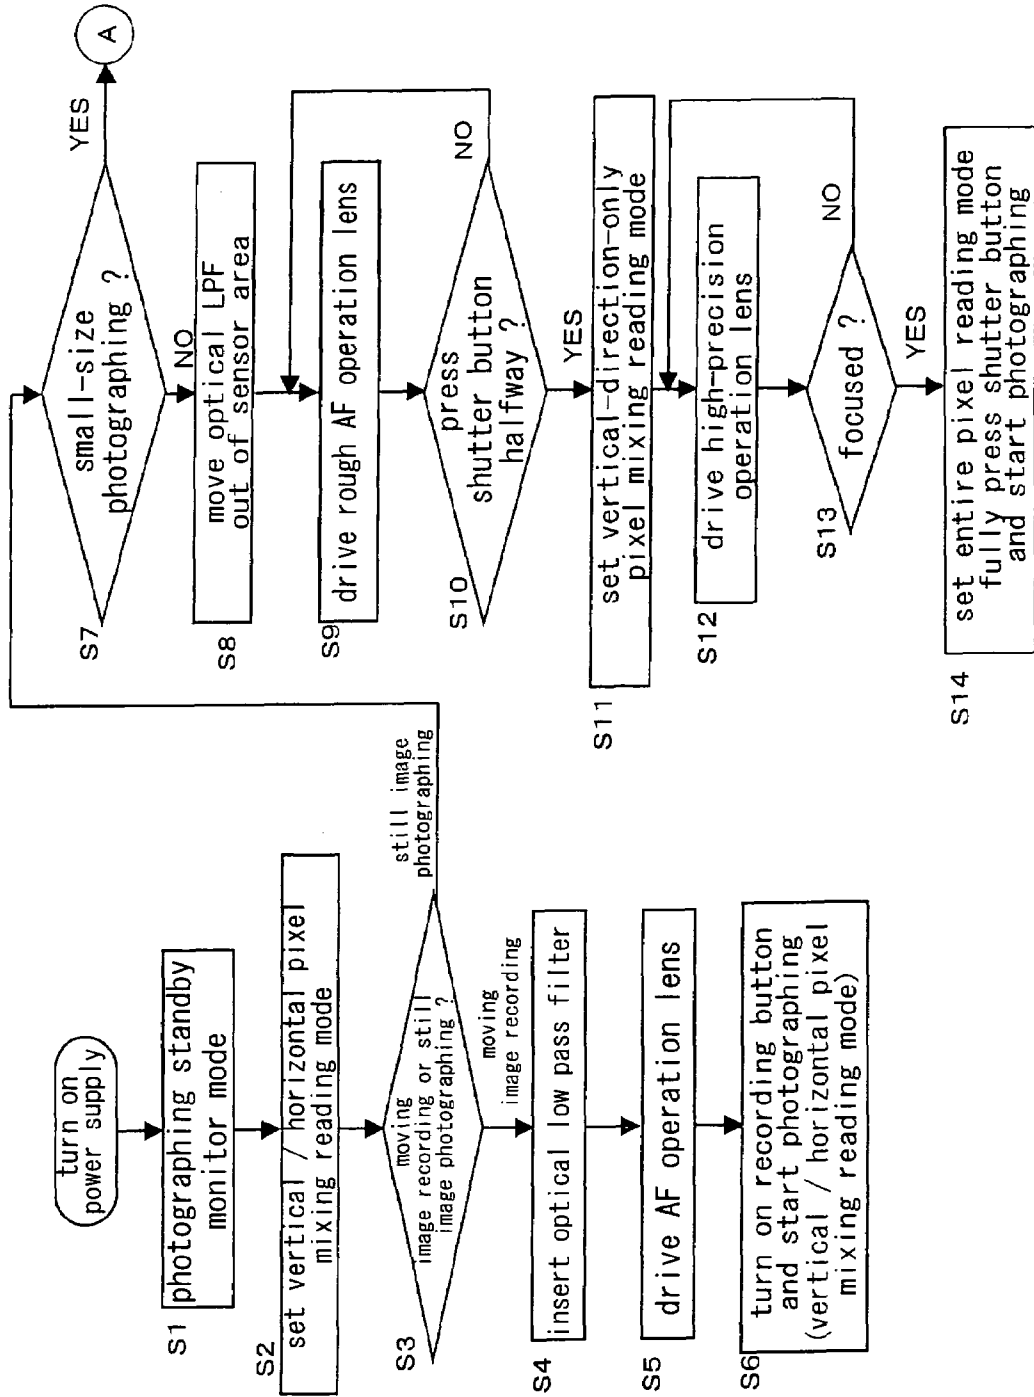 turn on
power supply
S1
photographing standby
monitor mode
S2
set vertical / horizontal pixel
mixing reading mode
S3
moving
image recording or still
image photographing ?
still image
photographing
moving
image recording
S4
insert optical low pass filter
S5
drive AF operation lens
S6
turn on recording button
and start photographing
(vertical / horizontal pixel
mixing reading mode)
S7
small-size
photographing ?
YES
A
NO
S8
move optical LPF
out of sensor area
S9
drive rough AF operation lens
S10
press
shutter button
halfway ?
NO
YES
S11
set vertical-direction-only
pixel mixing reading mode
S12
drive high-precision
operation lens
S13
focused ?
NO
YES
S14
set entire pixel reading mode
fully press shutter button
and start photographing